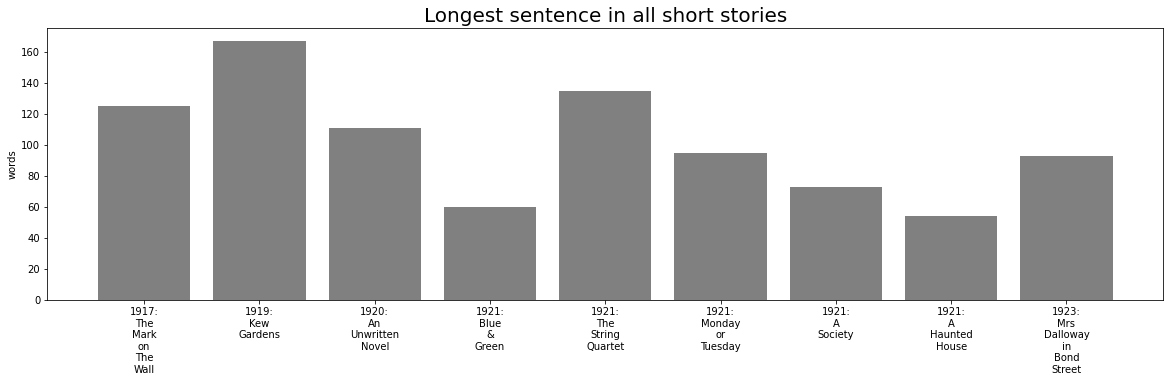 Longest sentence in all short stories
words
160
140
120
100
80
60
40
20
0
1917:
The
Mark
on
The
Wall
1919:
Kew
Gardens
1920:
An
Unwritten
Novel
1921:
Blue
&
Green
1921:
The
String
Quartet
1921:
Monday
or
Tuesday
1921:
A
Society
1921:
A
Haunted
House
1923:
Mrs
Dalloway
in
Bond
Street